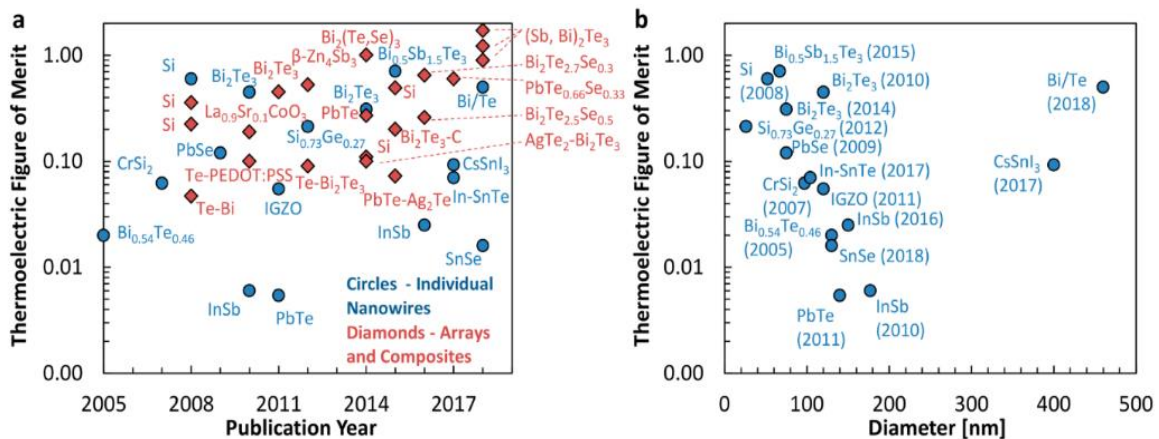 a
Thermoelectric Figure of Merit
1.00
0.10
0.01
0.00
2005 2008 2011 2014 2017
Publication Year
Si
Bi₂Te₃
Bi₂Te₃
β-Zn₄Sb₃
Bi₂(Te,Se)₃
Bi₀.₅Sb₁.₅Te₃
(Sb, Bi)₂Te₃
Bi₂Te₂.₇Se₀.₃
PbTe₀.₆₆Se₀.₃₃
Bi₂Te₂.₅Se₀.₅
AgTe₂-Bi₂Te₃
Si
Si
La₀.₉Sr₀.₁CoO₃
Bi₂Te₃
PbTe
Si
Bi/Te
Si₀.₇₃Ge₀.₂₇
Bi₂Te₃-C
Si
CrSi₂
PbSe
Te-PEDOT:PSS
Te-Bi₂Te₃
CsSnI₃
In-SnTe
Te-Bi
IGZO
PbTe-Ag₂Te
Bi₀.₅₄Te₀.₄₆
InSb
SnSe
InSb
PbTe
Circles - Individual
Nanowires
Diamonds - Arrays
and Composites
b
Thermoelectric Figure of Merit
1.00
0.10
0.01
0.00
0 100 200 300 400 500
Diameter [nm]
Bi₀.₅Sb₁.₅Te₃ (2015)
Si
(2008)
Bi₂Te₃ (2010)
Bi/Te
(2018)
Bi₂Te₃ (2014)
Si₀.₇₃Ge₀.₂₇ (2012)
PbSe (2009)
In-SnTe (2017)
CsSnI₃
(2017)
CrSi₂
(2007)
IGZO (2011)
InSb (2016)
Bi₀.₅₄Te₀.₄₆
(2005)
SnSe (2018)
PbTe
(2011)
InSb
(2010)